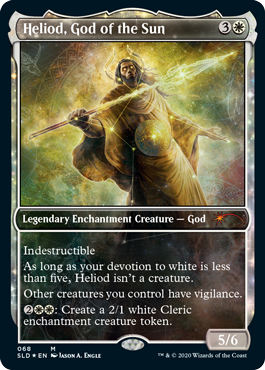 Heliod, God of the Sun 3
Legendary Enchantment Creature — God
Indestructible
As long as your devotion to white is less
than five, Heliod isn't a creature.
Other creatures you control have vigilance.
2: Create a 2/1 white Cleric
enchantment creature token.
5/6
068 M
SLD EN Jason A. Engle
™ & © 2020 Wizards of the Coast